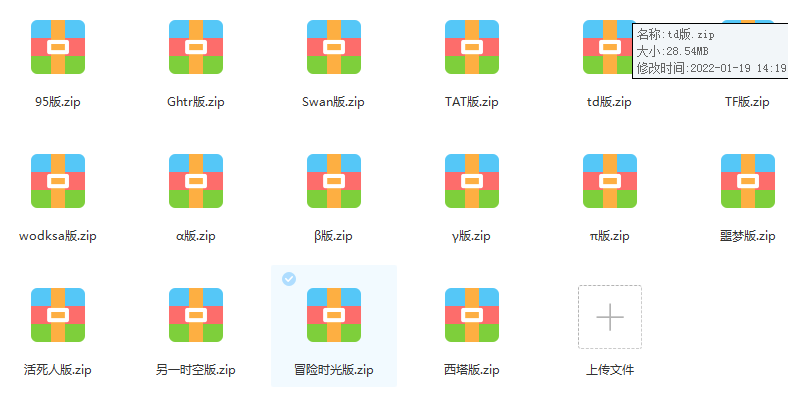 名称:td版.zip
大小:28.54MB
修改时间:2022-01-19 14:19
95版.zip
Ghtr版.zip
Swan版.zip
TAT版.zip
td版.zip
TF版.zip
wodksa版.zip
α版.zip
β版.zip
γ版.zip
π版.zip
噩梦版.zip
活死人版.zip
另一时空版.zip
冒险时光版.zip
西塔版.zip
上传文件